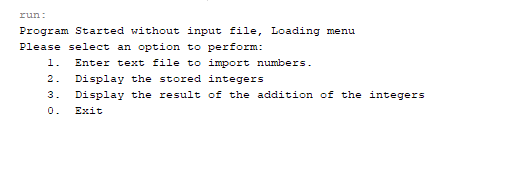 run:
Program Started without input file, Loading menu
Please select an option to perform:
1. Enter text file to import numbers.
2. Display the stored integers
3. Display the result of the addition of the integers
0. Exit